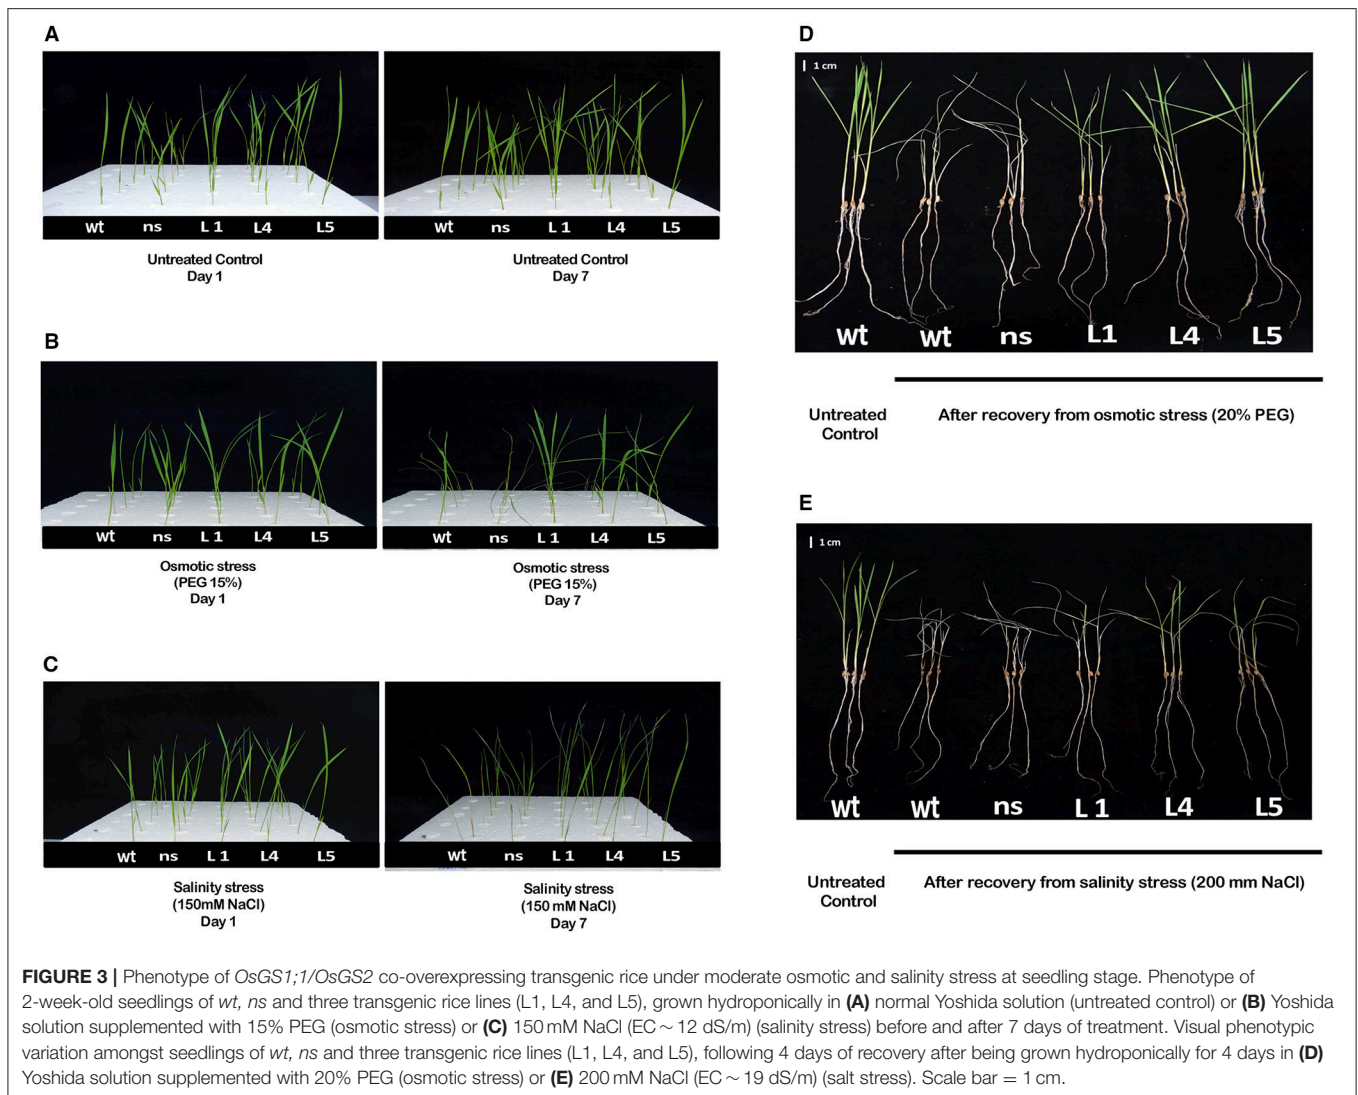 A
wt ns L 1 L4 L5
Untreated Control
Day 1
wt ns L 1 L4 L5
Untreated Control
Day 7
B
wt ns L 1 L4 L5
Osmotic stress
(PEG 15%)
Day 1
wt ns L 1 L4 L5
Osmotic stress
(PEG 15%)
Day 7
C
wt ns L 1 L4 L5
Salinity stress
(150mM NaCl)
Day 1
wt ns L 1 L4 L5
Salinity stress
(150 mM NaCl)
Day 7
D
1 cm
wt wt ns L1 L4 L5
Untreated
Control
After recovery from osmotic stress (20% PEG)
E
1 cm
wt wt ns L 1 L4 L5
Untreated
Control
After recovery from salinity stress (200 mm NaCl)
FIGURE 3 | Phenotype of OsGS1;1/OsGS2 co-overexpressing transgenic rice under moderate osmotic and salinity stress at seedling stage. Phenotype of
2-week-old seedlings of wt, ns and three transgenic rice lines (L1, L4, and L5), grown hydroponically in (A) normal Yoshida solution (untreated control) or (B) Yoshida
solution supplemented with 15% PEG (osmotic stress) or (C) 150 mM NaCl (EC ~ 12 dS/m) (salinity stress) before and after 7 days of treatment. Visual phenotypic
variation amongst seedlings of wt, ns and three transgenic rice lines (L1, L4, and L5), following 4 days of recovery after being grown hydroponically for 4 days in (D)
Yoshida solution supplemented with 20% PEG (osmotic stress) or (E) 200 mM NaCl (EC ~ 19 dS/m) (salt stress). Scale bar = 1 cm.